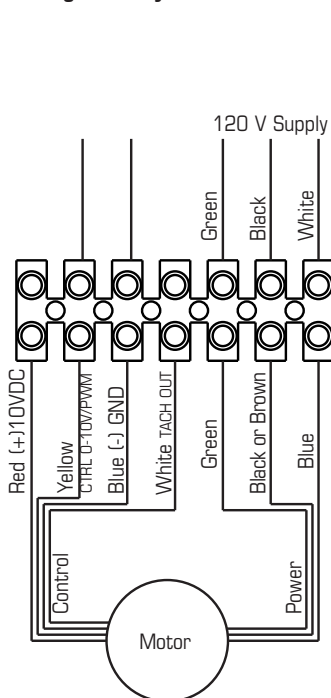 120 V Supply
Green
Black
White
Red (+)10VDC
Yellow
CTRL 0-10V/PWM
Blue (-) GND
White TACH OUT
Green
Black or Brown
Blue
Control
Power
Motor